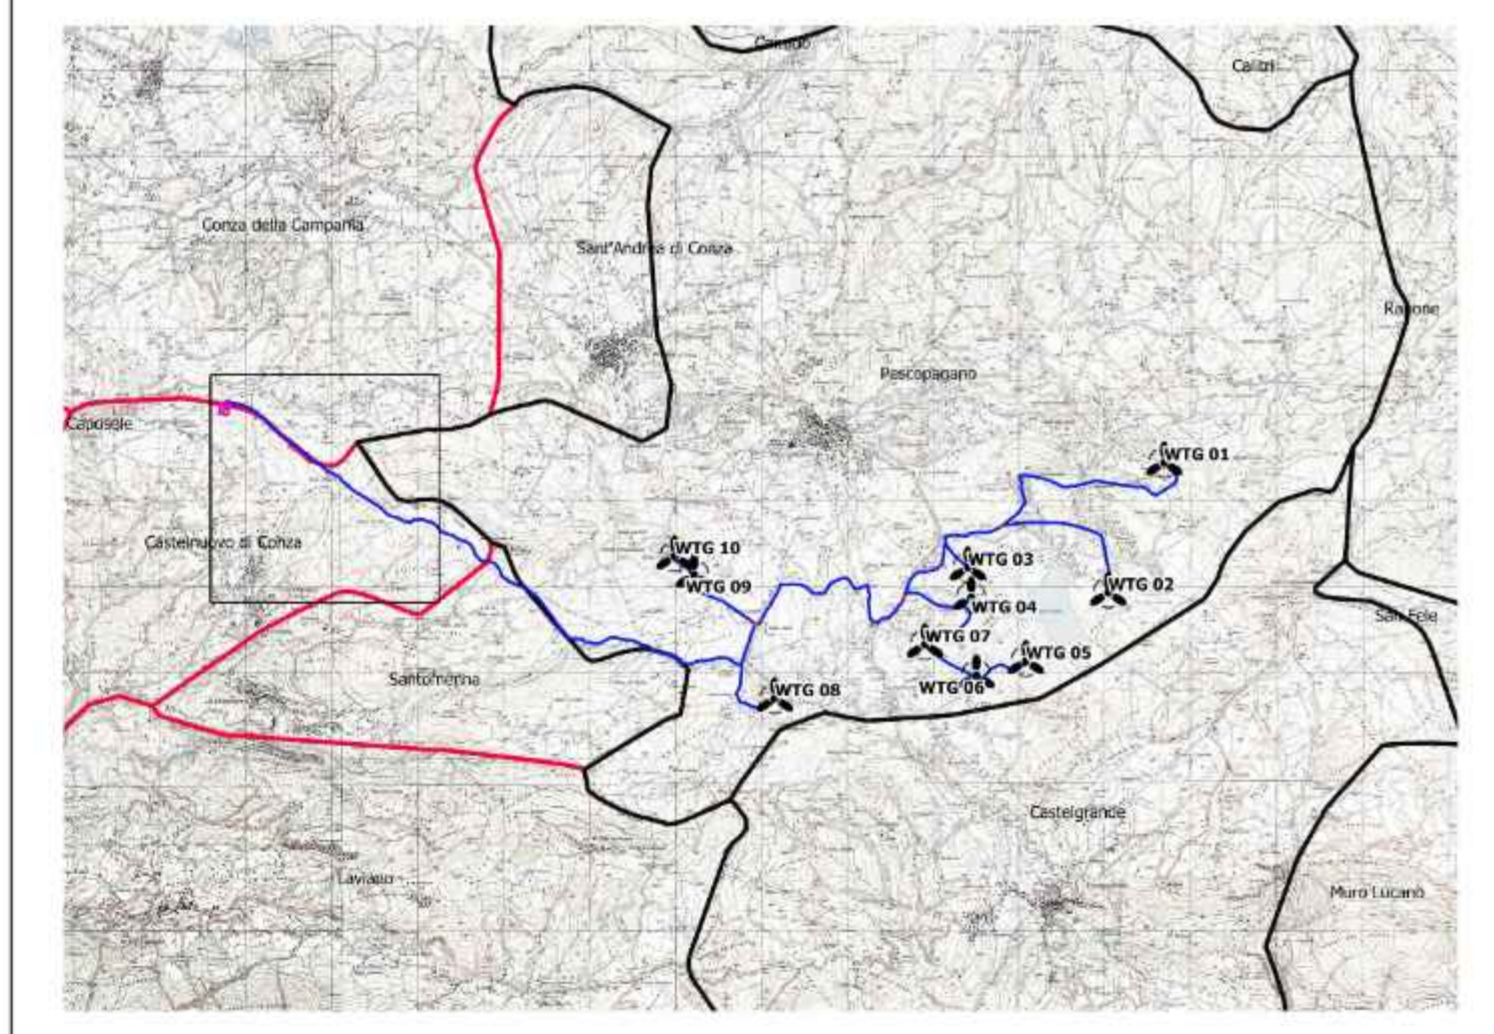 Calitri
Conza della Campania
Sant'Andrea di Conza
Rapone
Pescopagano
Caposele
WTG 01
Castelnuovo di Conza
WTG 10
WTG 03
WTG 09
WTG 02
WTG 04
San Fele
WTG 07
WTG 05
Santomenna
WTG 06
WTG 08
Castelgrande
Laviano
Muro Lucano